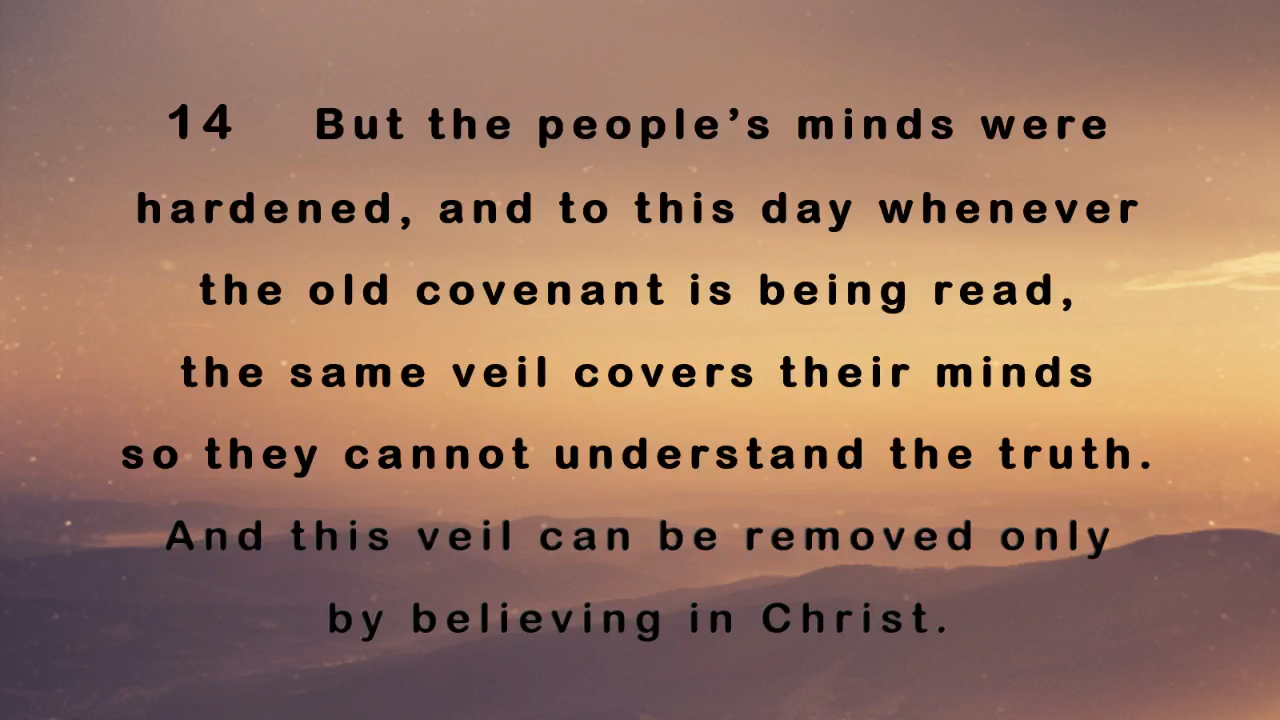 14 But the people’s minds were
hardened, and to this day whenever
the old covenant is being read,
the same veil covers their minds
so they cannot understand the truth.
And this veil can be removed only
by believing in Christ.